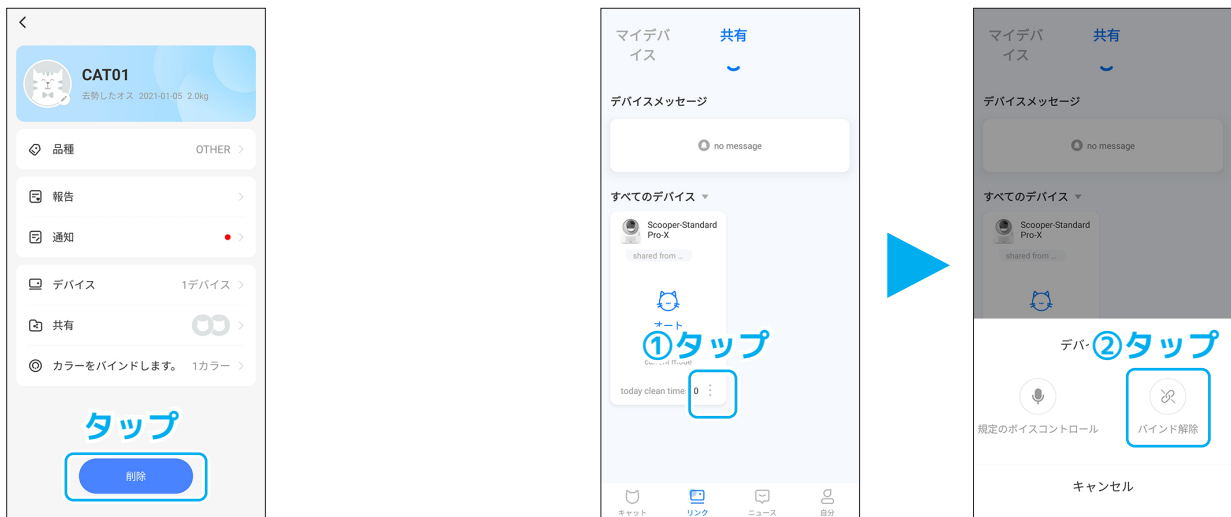 CAT01
去勢したオス 2021-01-05 2.0kg
品種 OTHER
報告
通知
デバイス 1デバイス
共有
カラーをバインドします。 1カラー
タップ
削除
マイデバイス 共有
デバイスメッセージ
no message
すべてのデバイス
Scooper-Standard
Pro-X
shared from ...
オート
①タップ
current mode
today clean time 0
キャット リンク ニュース 自分
マイデバイス 共有
デバイスメッセージ
no message
すべてのデバイス
Scooper-Standard
Pro-X
shared from ...
デバ
②タップ
規定のボイスコントロール バインド解除
キャンセル